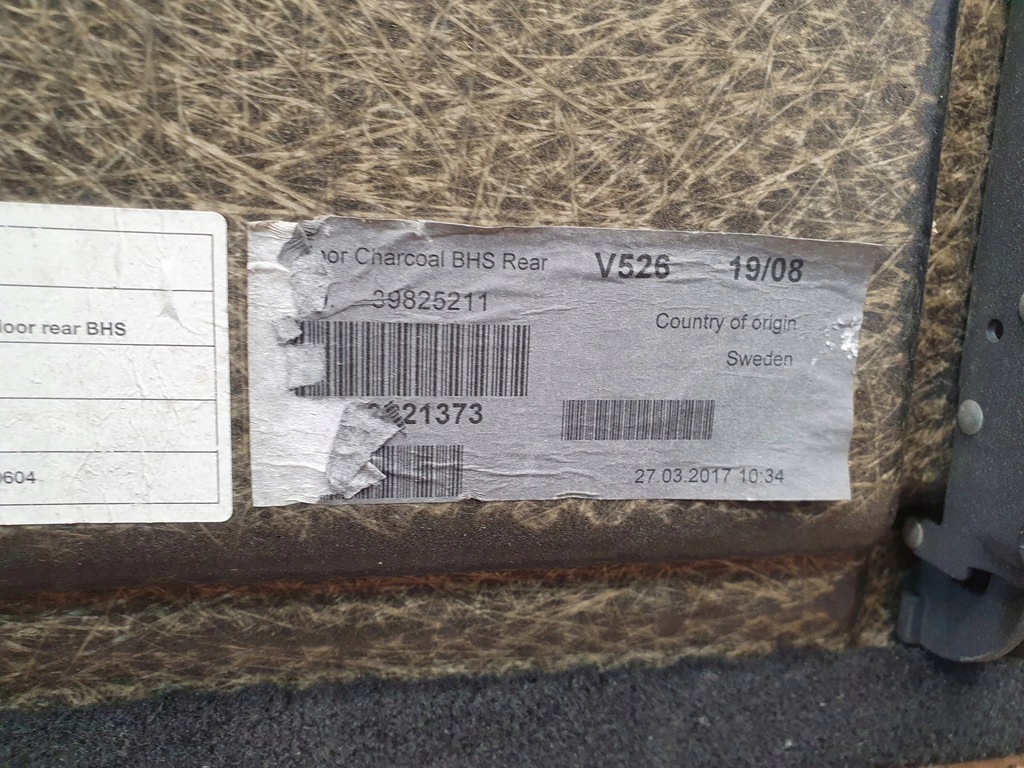 loor rear BHS
0604
oor Charcoal BHS Rear V526 19/08
39825211
Country of origin
Sweden
21373
27.03.2017 10:34